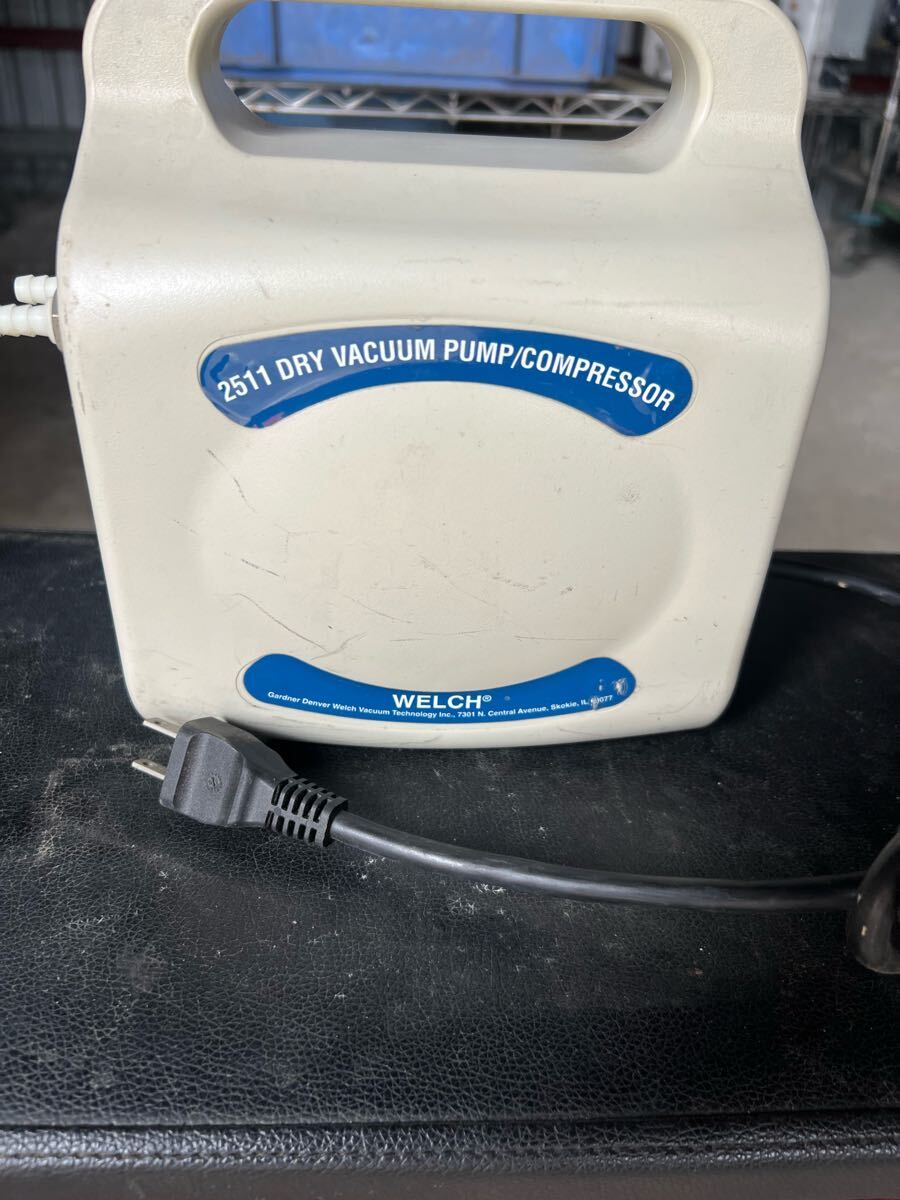 2511 DRY VACUUM PUMP/COMPRESSOR
WELCH®
Gardner Denver Welch Vacuum Technology Inc., 7301 N. Central Avenue, Skokie, IL